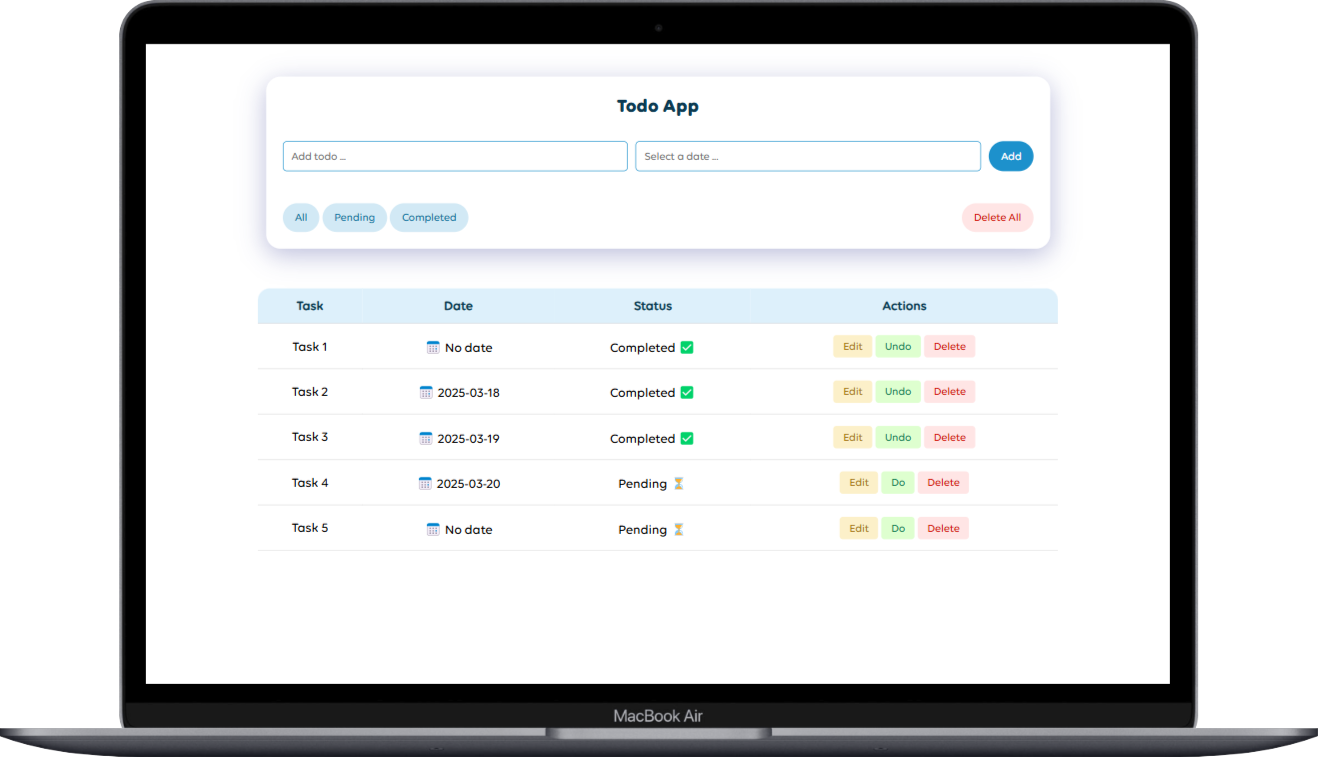 Todo App
Add todo ... Select a date ... Add
All Pending Completed Delete All
Task Date Status Actions
Task 1 No date Completed Edit Undo Delete
Task 2 2025-03-18 Completed Edit Undo Delete
Task 3 2025-03-19 Completed Edit Undo Delete
Task 4 2025-03-20 Pending Edit Do Delete
Task 5 No date Pending Edit Do Delete
MacBook Air